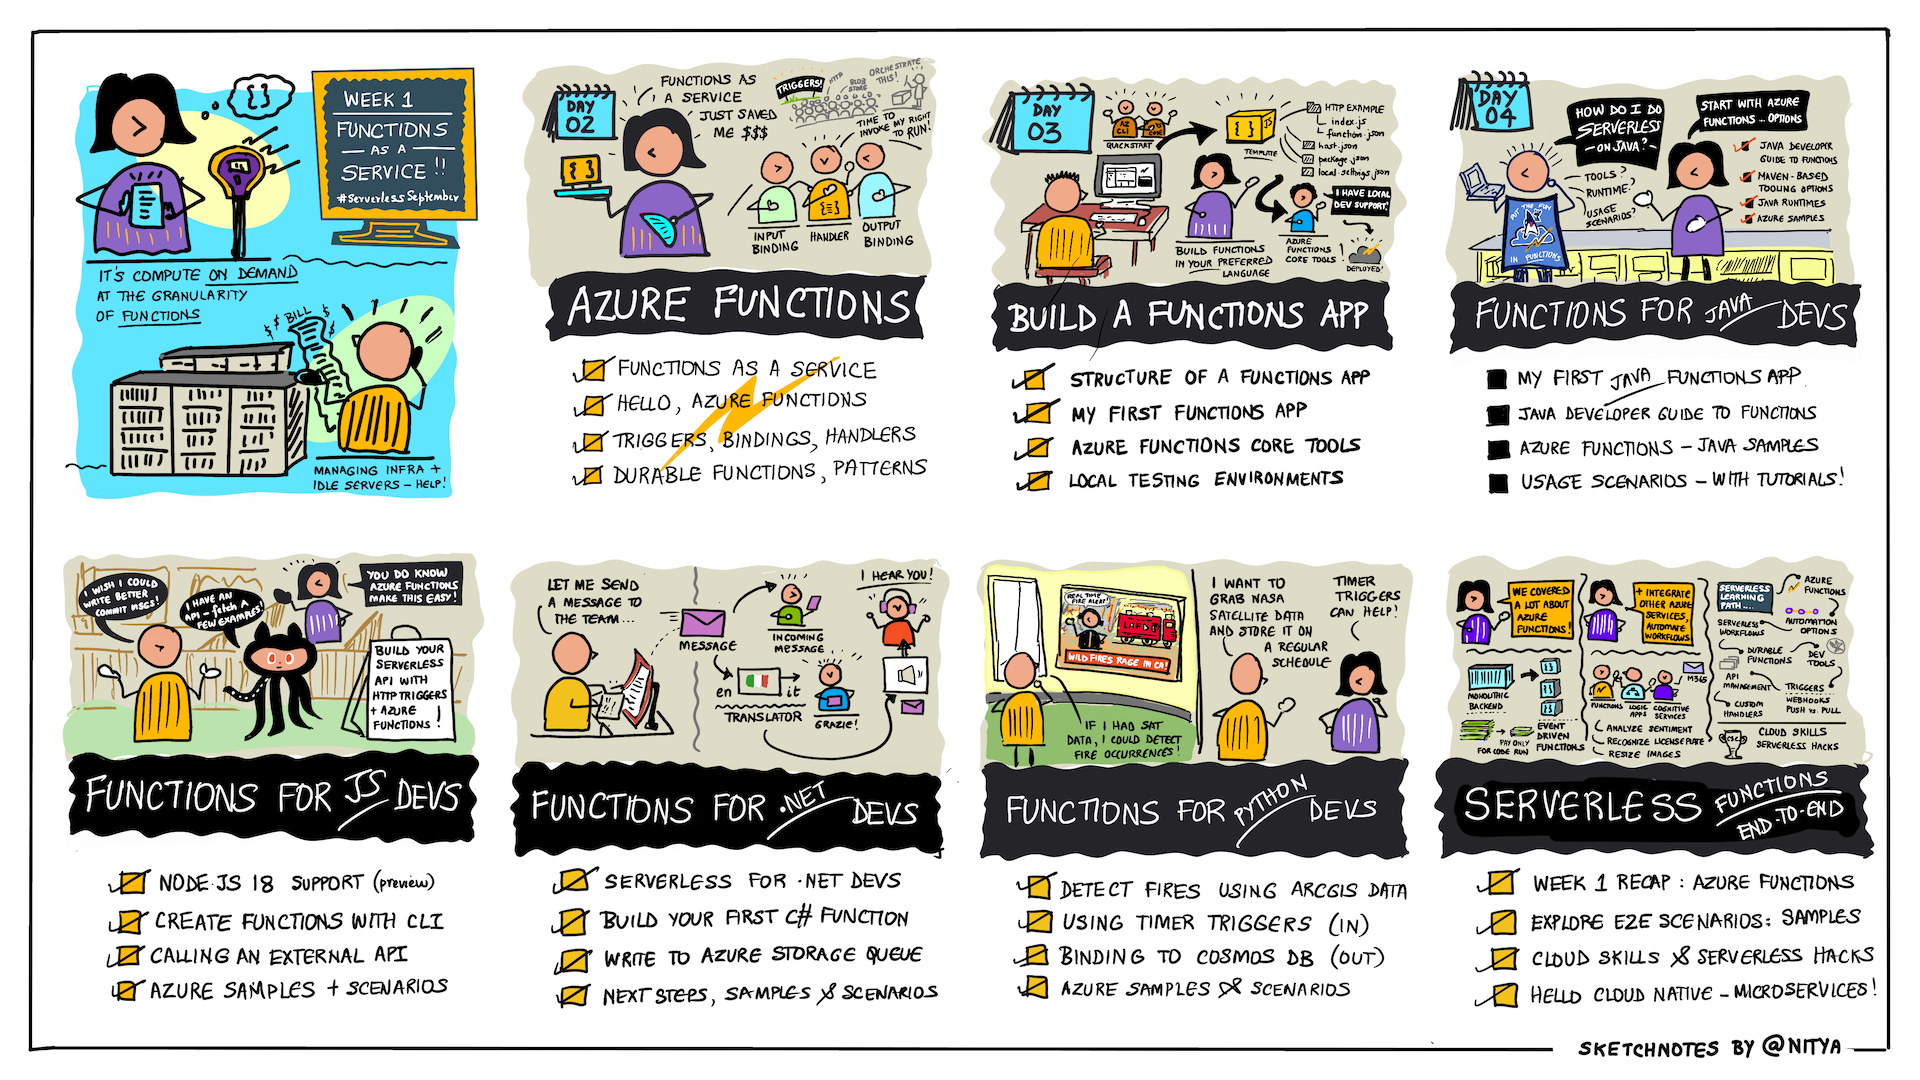 WEEK 1
FUNCTIONS
AS A
SERVICE!!
#ServerlessSeptember
IT'S COMPUTE ON DEMAND
AT THE GRANULARITY
OF FUNCTIONS
$ $ BILL $ $
MANAGING INFRA +
IDLE SERVERS - HELP!
DAY
02
FUNCTIONS AS
A SERVICE
JUST SAVED
ME $$$
TRIGGERS!
HTTP
BLOB
STORE
ORCHESTRATE
THIS!
TIME TO
INVOKE MY RIGHT
TO RUN!
INPUT
BINDING
HANDLER
OUTPUT
BINDING
AZURE FUNCTIONS
FUNCTIONS AS A SERVICE
HELLO, AZURE FUNCTIONS
TRIGGERS, BINDINGS, HANDLERS
DURABLE FUNCTIONS, PATTERNS
DAY
03
AZ
CLI
VS
CODE
QUICKSTART
JS
TEMPLATE
HTTP EXAMPLE
index.js
function.json
host.json
package.json
local.settings.json
I HAVE LOCAL
DEV SUPPORT!
BUILD FUNCTIONS
IN YOUR PREFERRED
LANGUAGE
AZURE
FUNCTIONS
CORE TOOLS
DEPLOYED!
BUILD A FUNCTIONS APP
STRUCTURE OF A FUNCTIONS APP
MY FIRST FUNCTIONS APP
AZURE FUNCTIONS CORE TOOLS
LOCAL TESTING ENVIRONMENTS
DAY
04
HOW DO I DO
SERVERLESS
-ON JAVA?-
TOOLS?
RUNTIME?
USAGE
SCENARIOS?
PUT THE FUN
IN FUNCTIONS
START WITH AZURE
FUNCTIONS - OPTIONS
JAVA DEVELOPER
GUIDE TO FUNCTIONS
MAVEN-BASED
TOOLING OPTIONS
JAVA RUNTIMES
AZURE SAMPLES
FUNCTIONS FOR JAVA DEVS
MY FIRST JAVA FUNCTIONS APP
JAVA DEVELOPER GUIDE TO FUNCTIONS
AZURE FUNCTIONS - JAVA SAMPLES
USAGE SCENARIOS - WITH TUTORIALS!
I WISH I COULD
WRITE BETTER
COMMIT MSGS!
I HAVE AN
API - fetch A
FEW EXAMPLES!
YOU DO KNOW
AZURE FUNCTIONS
MAKE THIS EASY!
BUILD YOUR
SERVERLESS
API WITH
HTTP TRIGGERS
+ AZURE
FUNCTIONS!
FUNCTIONS FOR JS DEVS
NODE.JS 18 SUPPORT (preview)
CREATE FUNCTIONS WITH CLI
CALLING AN EXTERNAL API
AZURE SAMPLES + SCENARIOS
LET ME SEND
A MESSAGE TO
THE TEAM...
MESSAGE
INCOMING
MESSAGE
I HEAR YOU!
en
it
TRANSLATOR
GRAZIE!
FUNCTIONS FOR .NET DEVS
SERVERLESS FOR .NET DEVS
BUILD YOUR FIRST C# FUNCTION
WRITE TO AZURE STORAGE QUEUE
NEXT STEPS, SAMPLES & SCENARIOS
REAL TIME
FIRE ALERT!
LAFD
WILD FIRES RAGE IN CA!
IF I HAD SAT
DATA, I COULD DETECT
FIRE OCCURRENCES!
I WANT TO
GRAB NASA
SATELLITE DATA
AND STORE IT ON
A REGULAR
SCHEDULE
TIMER
TRIGGERS
CAN HELP!
FUNCTIONS FOR PYTHON DEVS
DETECT FIRES USING ARCGIS DATA
USING TIMER TRIGGERS (IN)
BINDING TO COSMOS DB (OUT)
AZURE SAMPLES & SCENARIOS
WE COVERED
A LOT ABOUT
AZURE
FUNCTIONS!
+ INTEGRATE
OTHER AZURE
SERVICES,
AUTOMATE
WORKFLOWS
MONOLITHIC
BACKEND
PAY ONLY
FOR CODE RUN
EVENT
DRIVEN
FUNCTIONS
M365
FUNCTIONS
LOGIC
APPS
COGNITIVE
SERVICES
ANALYZE SENTIMENT
RECOGNIZE LICENSE PLATE
RESIZE IMAGES
SERVERLESS
LEARNING
PATH....
AZURE
FUNCTIONS
SERVERLESS
WORKFLOWS
AUTOMATION
OPTIONS
DURABLE
FUNCTIONS
DEV
TOOLS
API
MANAGEMENT
TRIGGERS
WEBHOOKS
PUSH vs. PULL
CUSTOM
HANDLERS
CSC
CLOUD SKILLS
SERVERLESS HACKS
SERVERLESS FUNCTIONS
END-TO-END
WEEK 1 RECAP: AZURE FUNCTIONS
EXPLORE E2E SCENARIOS: SAMPLES
CLOUD SKILLS & SERVERLESS HACKS
HELLO CLOUD NATIVE - MICROSERVICES!
SKETCHNOTES BY @NITYA